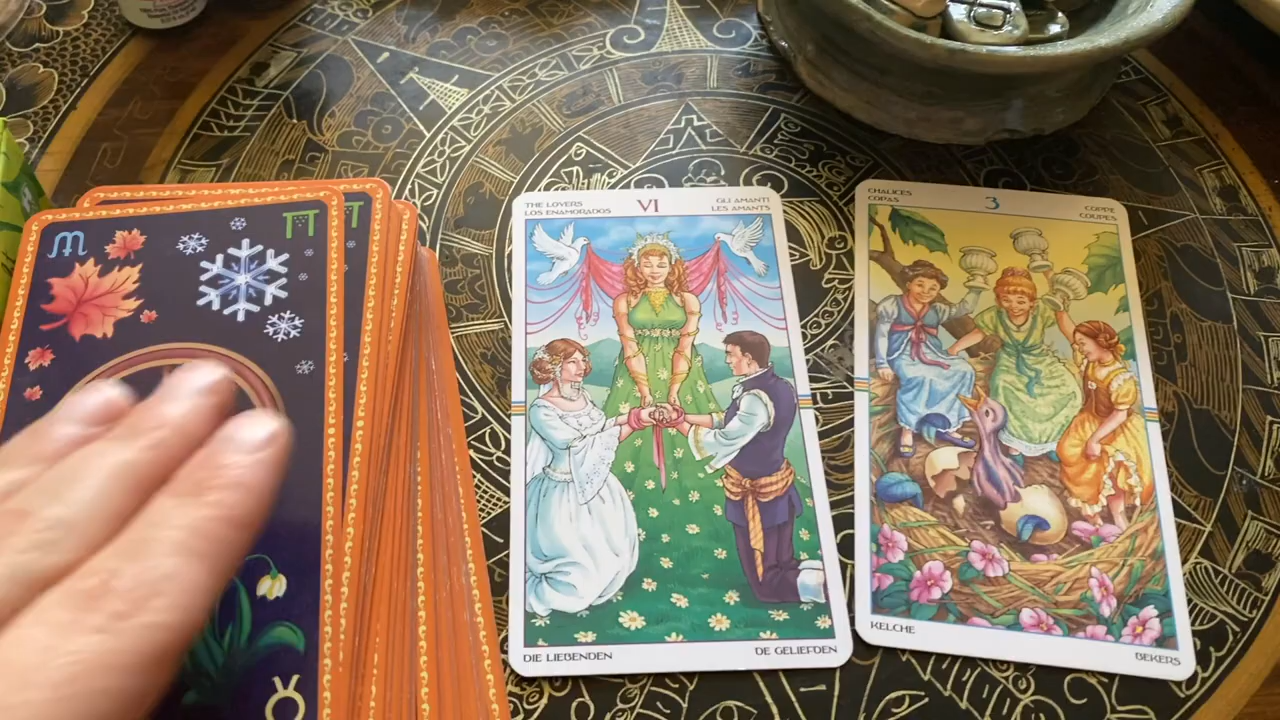 THE LOVERS
LOS ENAMORADOS
VI
GLI AMANTI
LES AMANTS
DIE LIEBENDEN
DE GELIEFDEN
CHALICES
COPAS
3
COPPE
COUPES
KELCHE
BEKERS